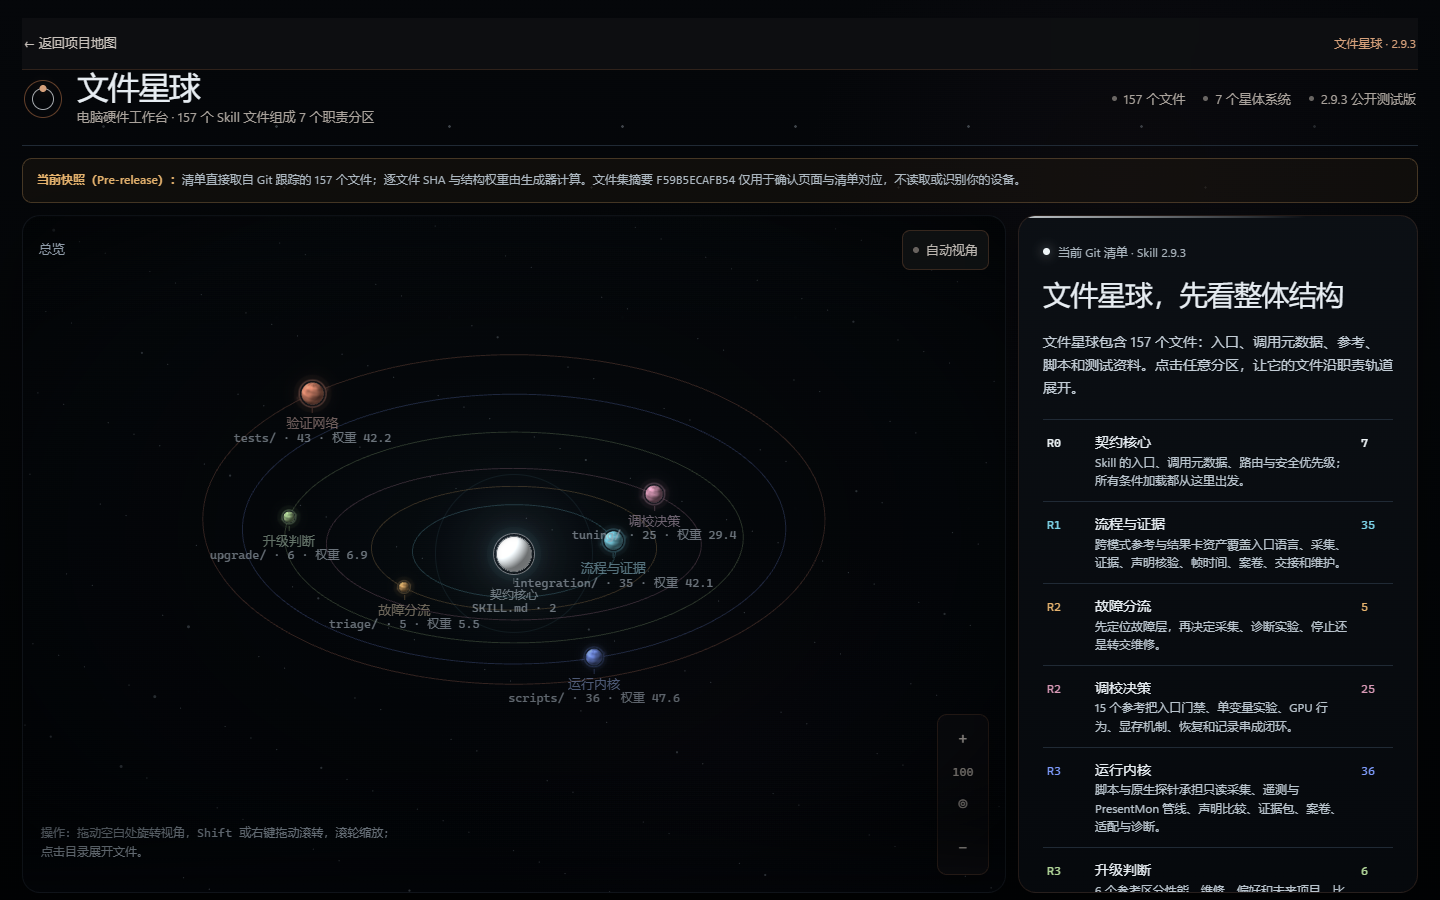 ← 返回项目地图
文件星球 · 2.9.3
文件星球
电脑硬件工作台 · 157 个 Skill 文件组成 7 个职责分区
157 个文件
7 个星体系统
2.9.3 公开测试版
当前快照（Pre-release）：清单直接取自 Git 跟踪的 157 个文件；逐文件 SHA 与结构权重由生成器计算。文件集摘要 F59B5ECAFB54 仅用于确认页面与清单对应，不读取或识别你的设备。
总览
自动视角
验证网络
tests/ · 43 · 权重 42.2
调校决策
tuning/ · 25 · 权重 29.4
升级判断
upgrade/ · 6 · 权重 6.9
流程与证据
integration/ · 35 · 权重 42.1
契约核心
SKILL.md · 2
故障分流
triage/ · 5 · 权重 5.5
运行内核
scripts/ · 36 · 权重 47.6
+
100
◎
−
操作：拖动空白处旋转视角，Shift 或右键拖动滚转，滚轮缩放；
点击目录展开文件。
当前 Git 清单 · Skill 2.9.3
文件星球，先看整体结构
文件星球包含 157 个文件：入口、调用元数据、参考、
脚本和测试资料。点击任意分区，让它的文件沿职责轨道
展开。
R0 契约核心 7
Skill 的入口、调用元数据、路由与安全优先级；
所有条件加载都从这里出发。
R1 流程与证据 35
跨模式参考与结果卡资产覆盖入口语言、采集、
证据、声明核验、帧时间、案卷、交接和维护。
R2 故障分流 5
先定位故障层，再决定采集、诊断实验、停止还
是转交维修。
R2 调校决策 25
15 个参考把入口门禁、单变量实验、GPU 行
为、显存机制、恢复和记录串成闭环。
R3 运行内核 36
脚本与原生探针承担只读采集、遥测与
PresentMon 管线、声明比较、证据包、案卷、
适配与诊断。
R3 升级判断 6
6 个参考区分性能、维修、偏好和未来项目，比